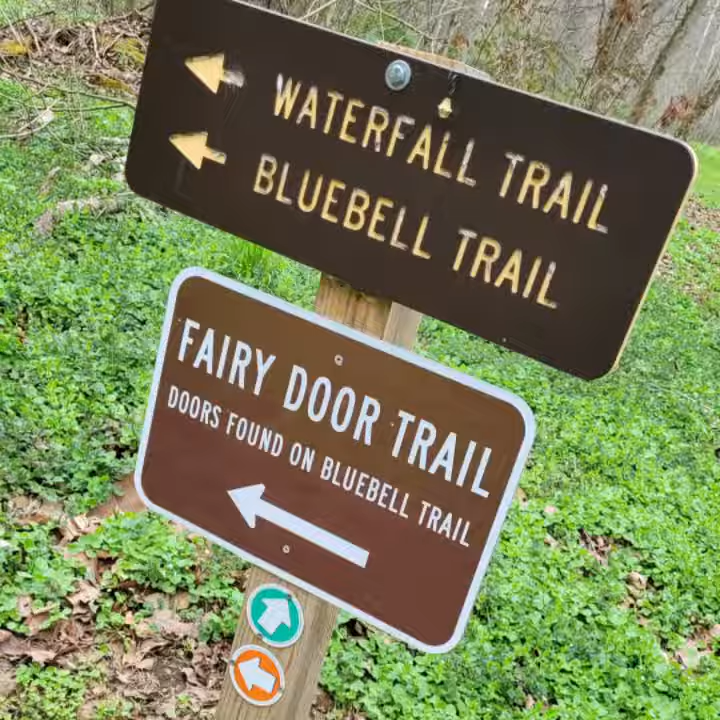 WATERFALL TRAIL
BLUEBELL TRAIL
FAIRY DOOR TRAIL
DOORS FOUND ON BLUEBELL TRAIL